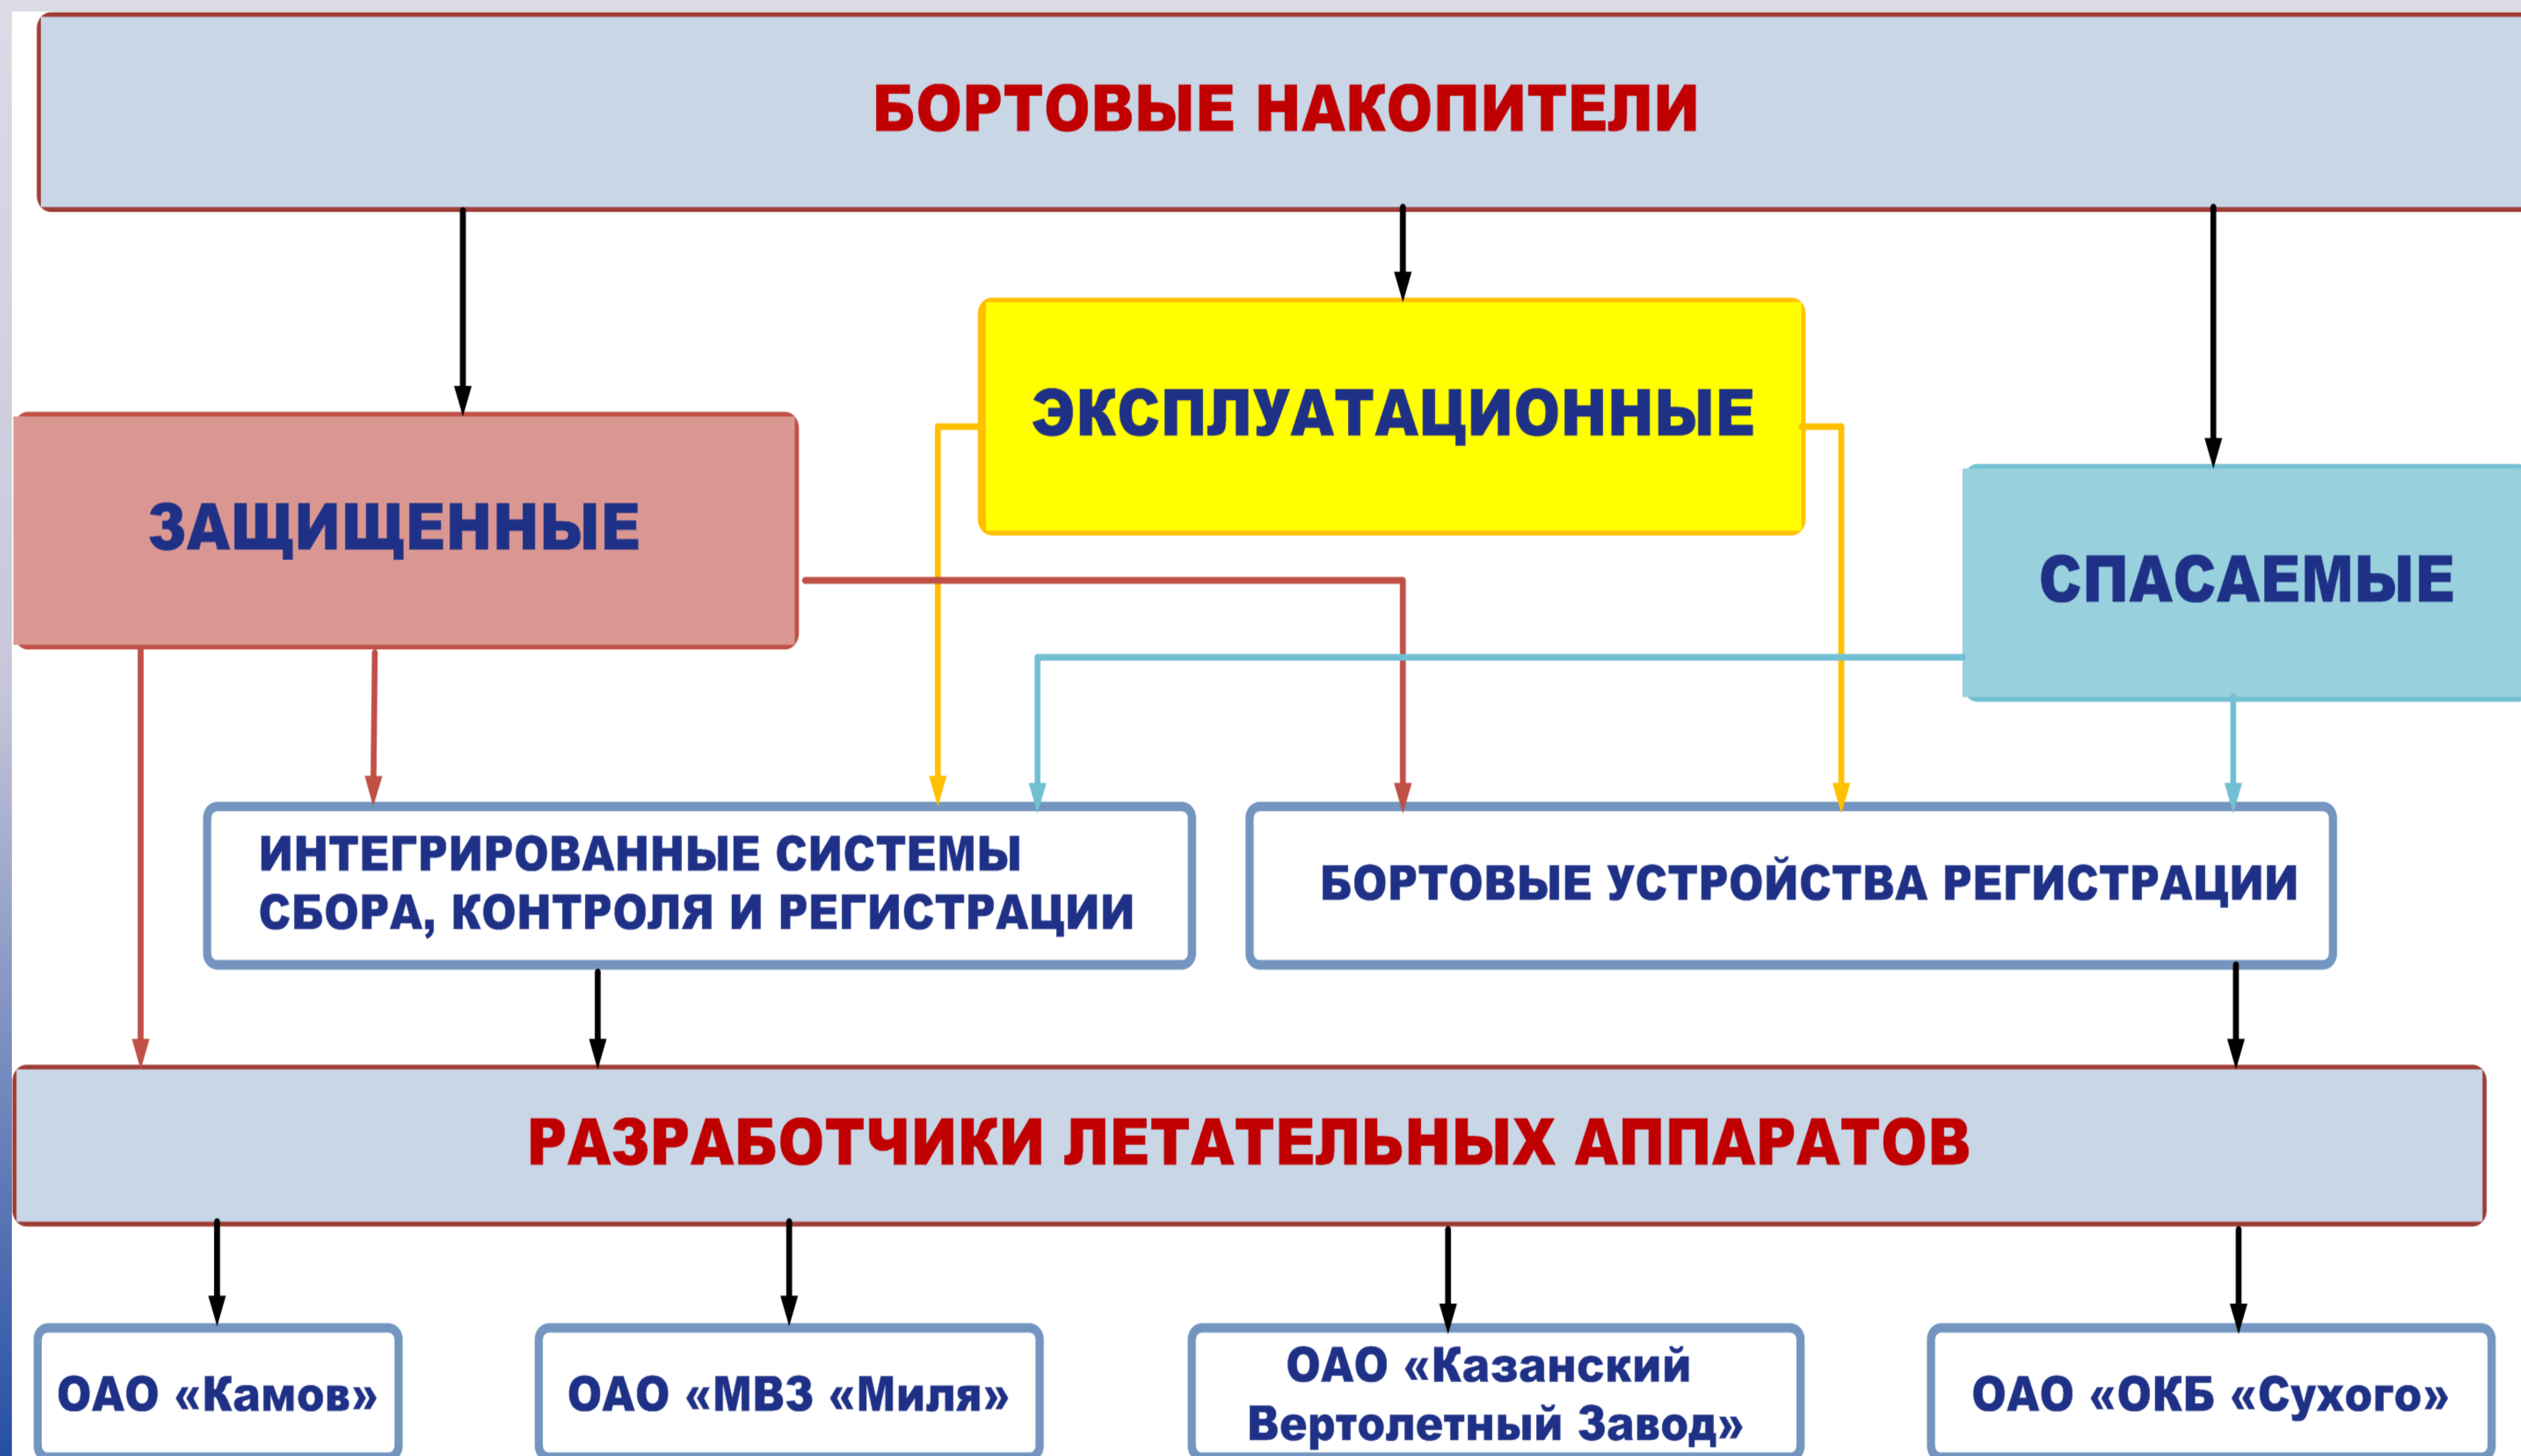 БОРТОВЫЕ НАКОПИТЕЛИ
ЭКСПЛУАТАЦИОННЫЕ
ЗАЩИЩЕННЫЕ
СПАСАЕМЫЕ
ИНТЕГРИРОВАННЫЕ СИСТЕМЫ
СБОРА, КОНТРОЛЯ И РЕГИСТРАЦИИ
БОРТОВЫЕ УСТРОЙСТВА РЕГИСТРАЦИИ
РАЗРАБОТЧИКИ ЛЕТАТЕЛЬНЫХ АППАРАТОВ
ОАО «Камов»
ОАО «МВЗ «Миля»
ОАО «Казанский
Вертолетный Завод»
ОАО «ОКБ «Сухого»